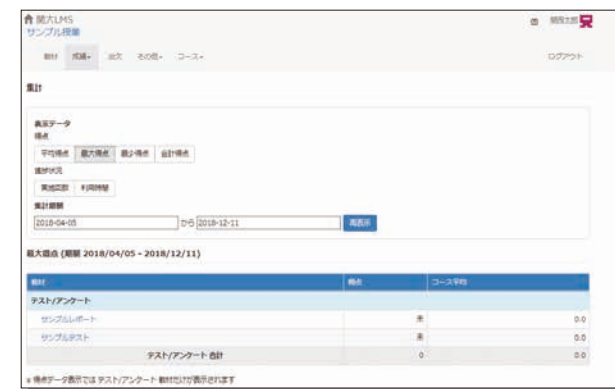 関大LMS 関西太郎
サンプル授業
教材 成績 出欠 その他 コース ログアウト
集計
表示データ
得点
平均得点 最大得点 最少得点 合計得点
進捗状況
実施回数 利用時間
集計期間
2018-04-05 から 2018-12-11 再表示
最大得点 (期間 2018/04/05 - 2018/12/11)
教材 得点 コース平均
テスト/アンケート
サンプルレポート 未 0.0
サンプルテスト 未 0.0
テスト/アンケート 合計 0 0.0
※ 得点データ表示では テスト/アンケート 教材だけが表示されます